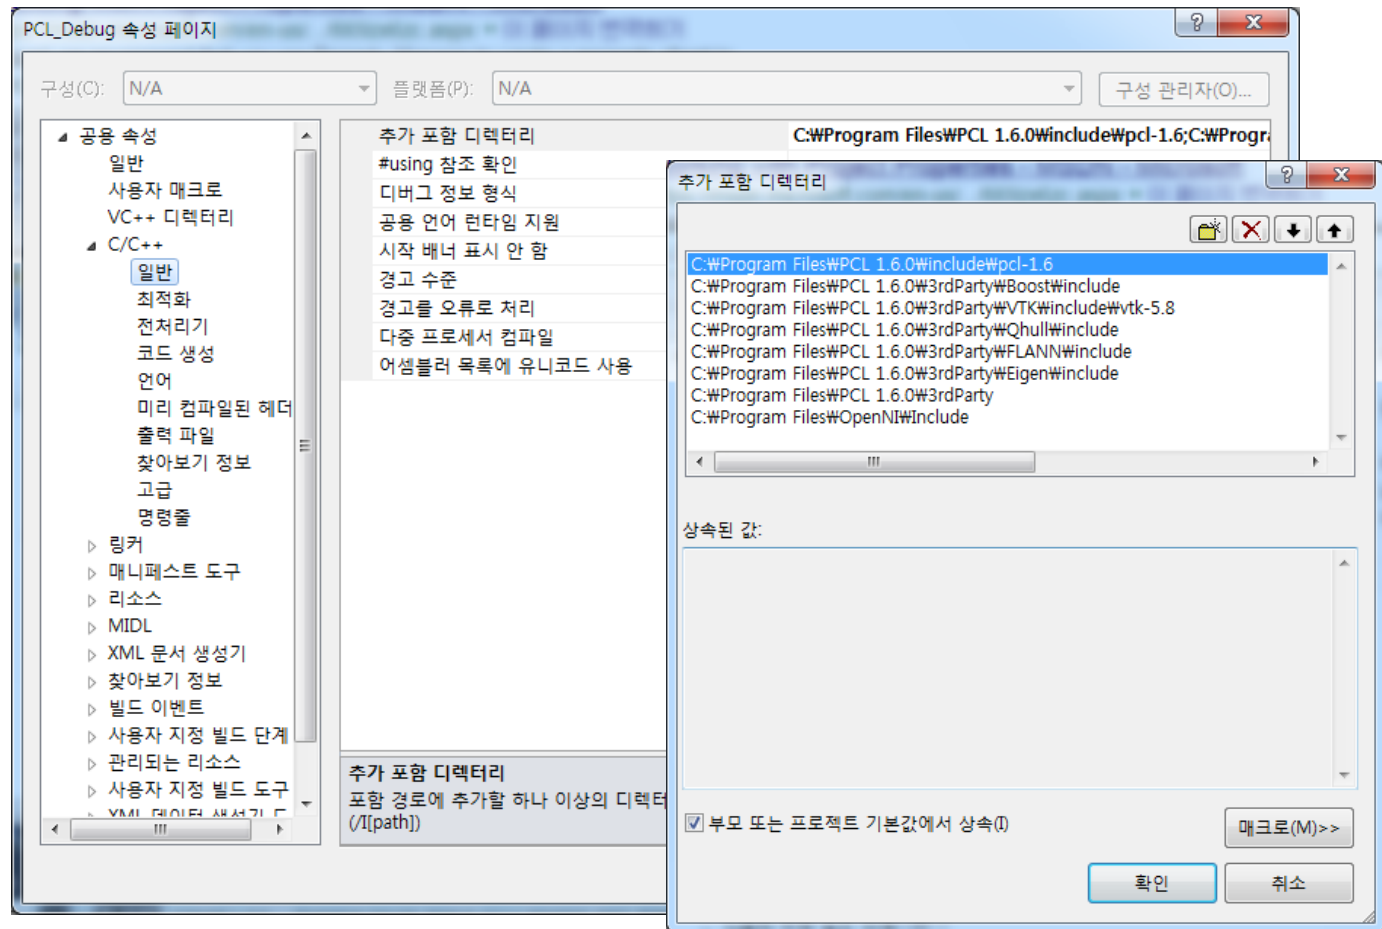 PCL_Debug 속성 페이지
구성(C): N/A 플랫폼(P): N/A 구성 관리자(O)...
공용 속성
일반
사용자 매크로
VC++ 디렉터리
C/C++
일반
최적화
전처리기
코드 생성
언어
미리 컴파일된 헤더
출력 파일
찾아보기 정보
고급
명령줄
링커
매니페스트 도구
리소스
MIDL
XML 문서 생성기
찾아보기 정보
빌드 이벤트
사용자 지정 빌드 단계
관리되는 리소스
사용자 지정 빌드 도구
XML 데이터 생성기 도
추가 포함 디렉터리 C:₩Program Files₩PCL 1.6.0₩include₩pcl-1.6;C:₩Progra
#using 참조 확인
디버그 정보 형식
공용 언어 런타임 지원
시작 배너 표시 안 함
경고 수준
경고를 오류로 처리
다중 프로세서 컴파일
어셈블러 목록에 유니코드 사용
추가 포함 디렉터리
포함 경로에 추가할 하나 이상의 디렉터
(/I[path])
추가 포함 디렉터리
C:₩Program Files₩PCL 1.6.0₩include₩pcl-1.6
C:₩Program Files₩PCL 1.6.0₩3rdParty₩Boost₩include
C:₩Program Files₩PCL 1.6.0₩3rdParty₩VTK₩include₩vtk-5.8
C:₩Program Files₩PCL 1.6.0₩3rdParty₩Qhull₩include
C:₩Program Files₩PCL 1.6.0₩3rdParty₩FLANN₩include
C:₩Program Files₩PCL 1.6.0₩3rdParty₩Eigen₩include
C:₩Program Files₩PCL 1.6.0₩3rdParty
C:₩Program Files₩OpenNI₩Include
상속된 값:
부모 또는 프로젝트 기본값에서 상속(I)
매크로(M)>>
확인 취소